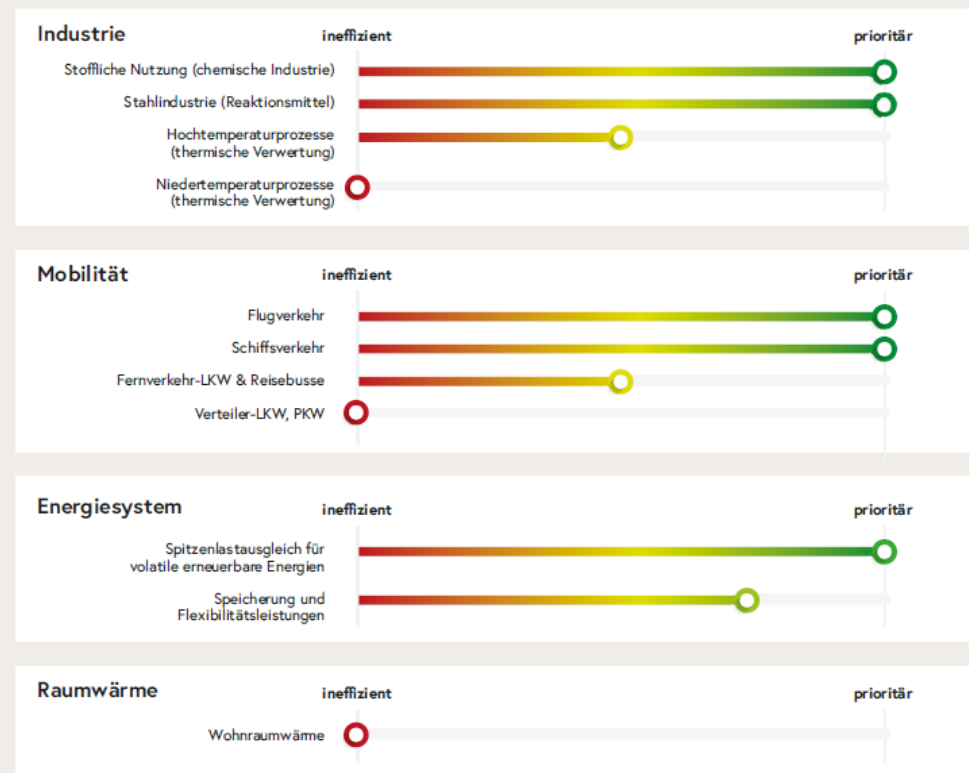 Industrie
ineffizient
prioritär
Stoffliche Nutzung (chemische Industrie)
Stahlindustrie (Reaktionsmittel)
Hochtemperaturprozesse
(thermische Verwertung)
Niedertemperaturprozesse
(thermische Verwertung)
Mobilität
ineffizient
prioritär
Flugverkehr
Schiffsverkehr
Fernverkehr-LKW & Reisebusse
Verteiler-LKW, PKW
Energiesystem
ineffizient
prioritär
Spitzenlastausgleich für
volatile erneuerbare Energien
Speicherung und
Flexibilitätsleistungen
Raumwärme
ineffizient
prioritär
Wohnraumwärme